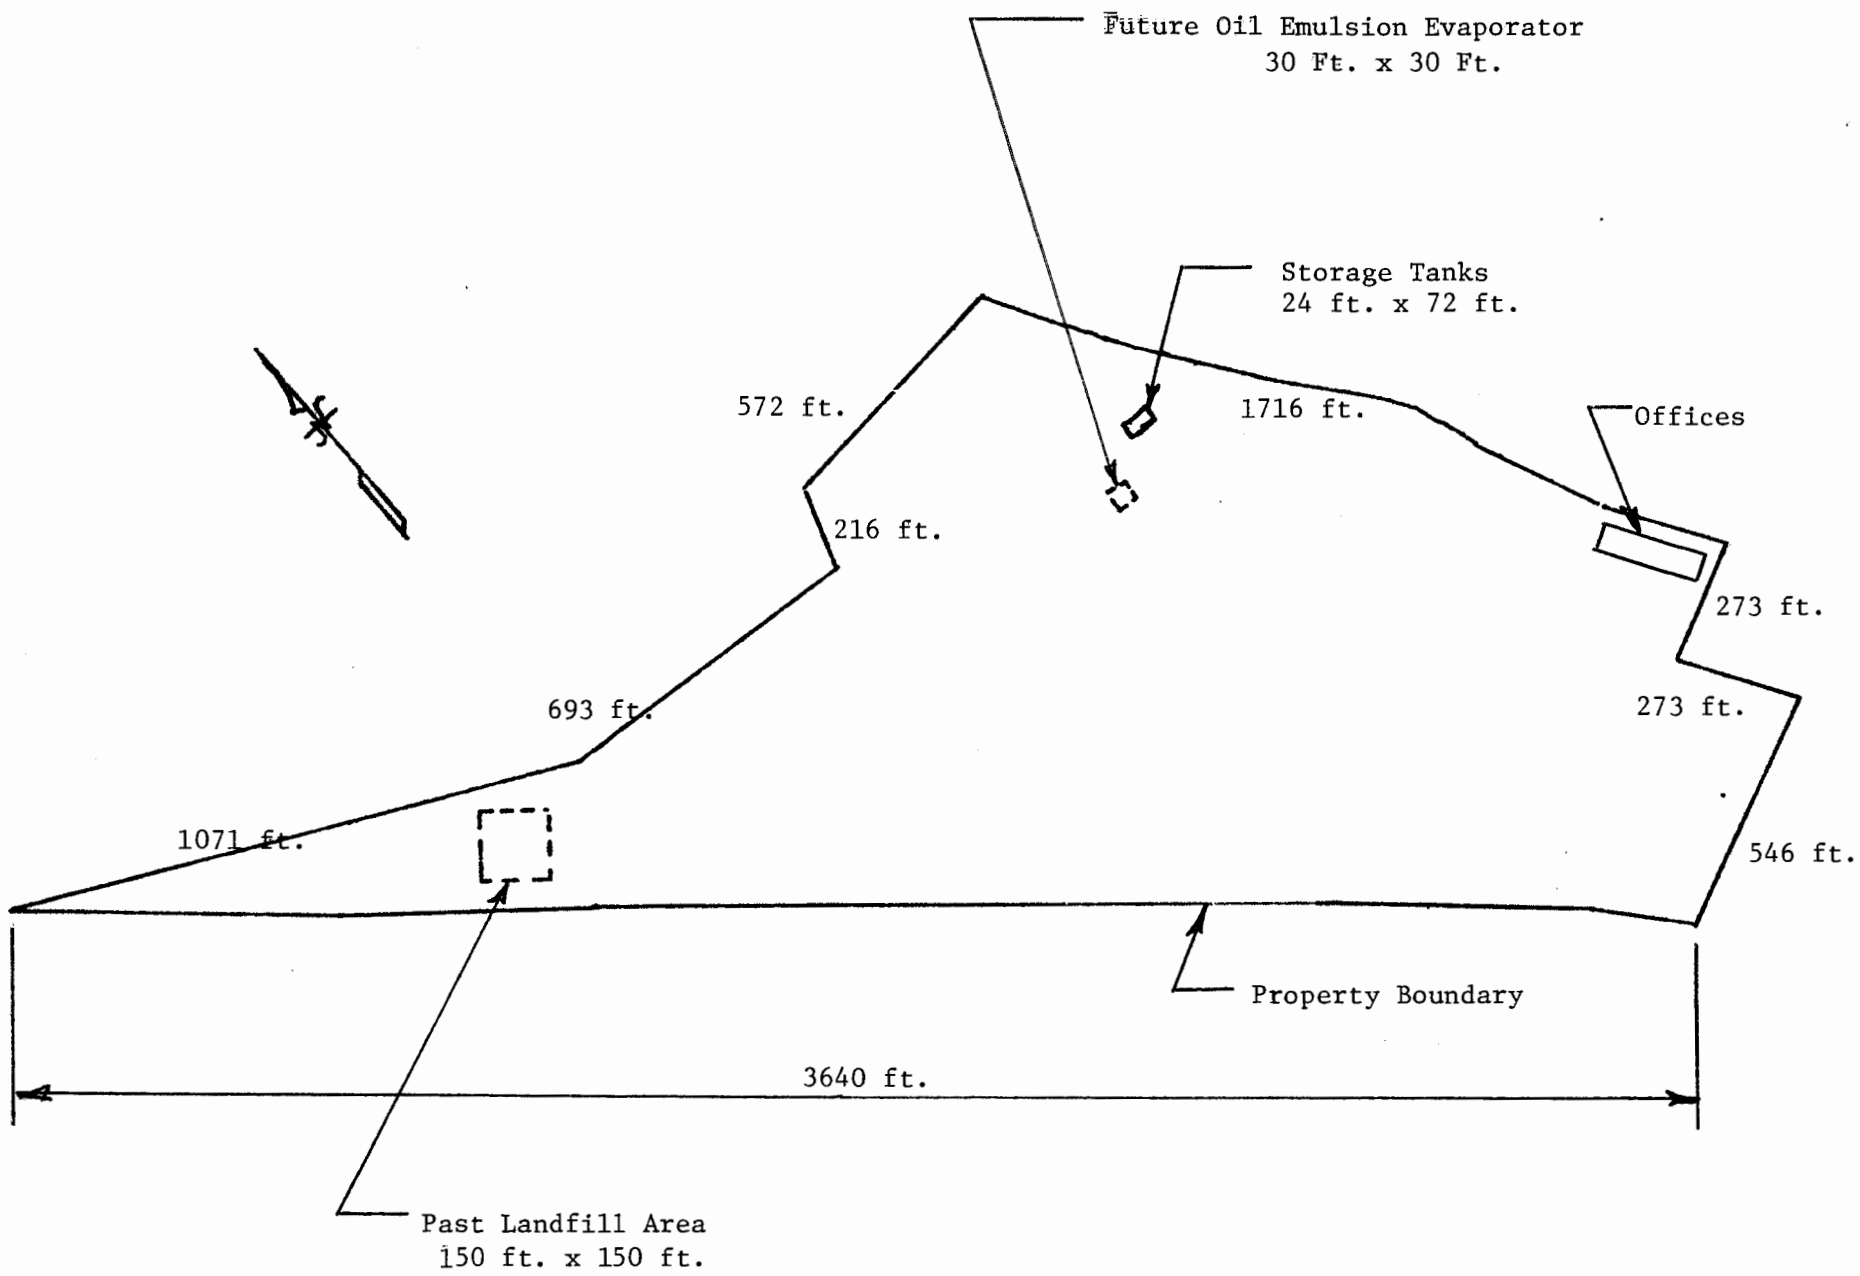 Future Oil Emulsion Evaporator
30 Ft. x 30 Ft.
Storage Tanks
24 ft. x 72 ft.
572 ft.
1716 ft.
Offices
216 ft.
273 ft.
693 ft.
273 ft.
1071 ft.
546 ft.
Property Boundary
3640 ft.
Past Landfill Area
150 ft. x 150 ft.